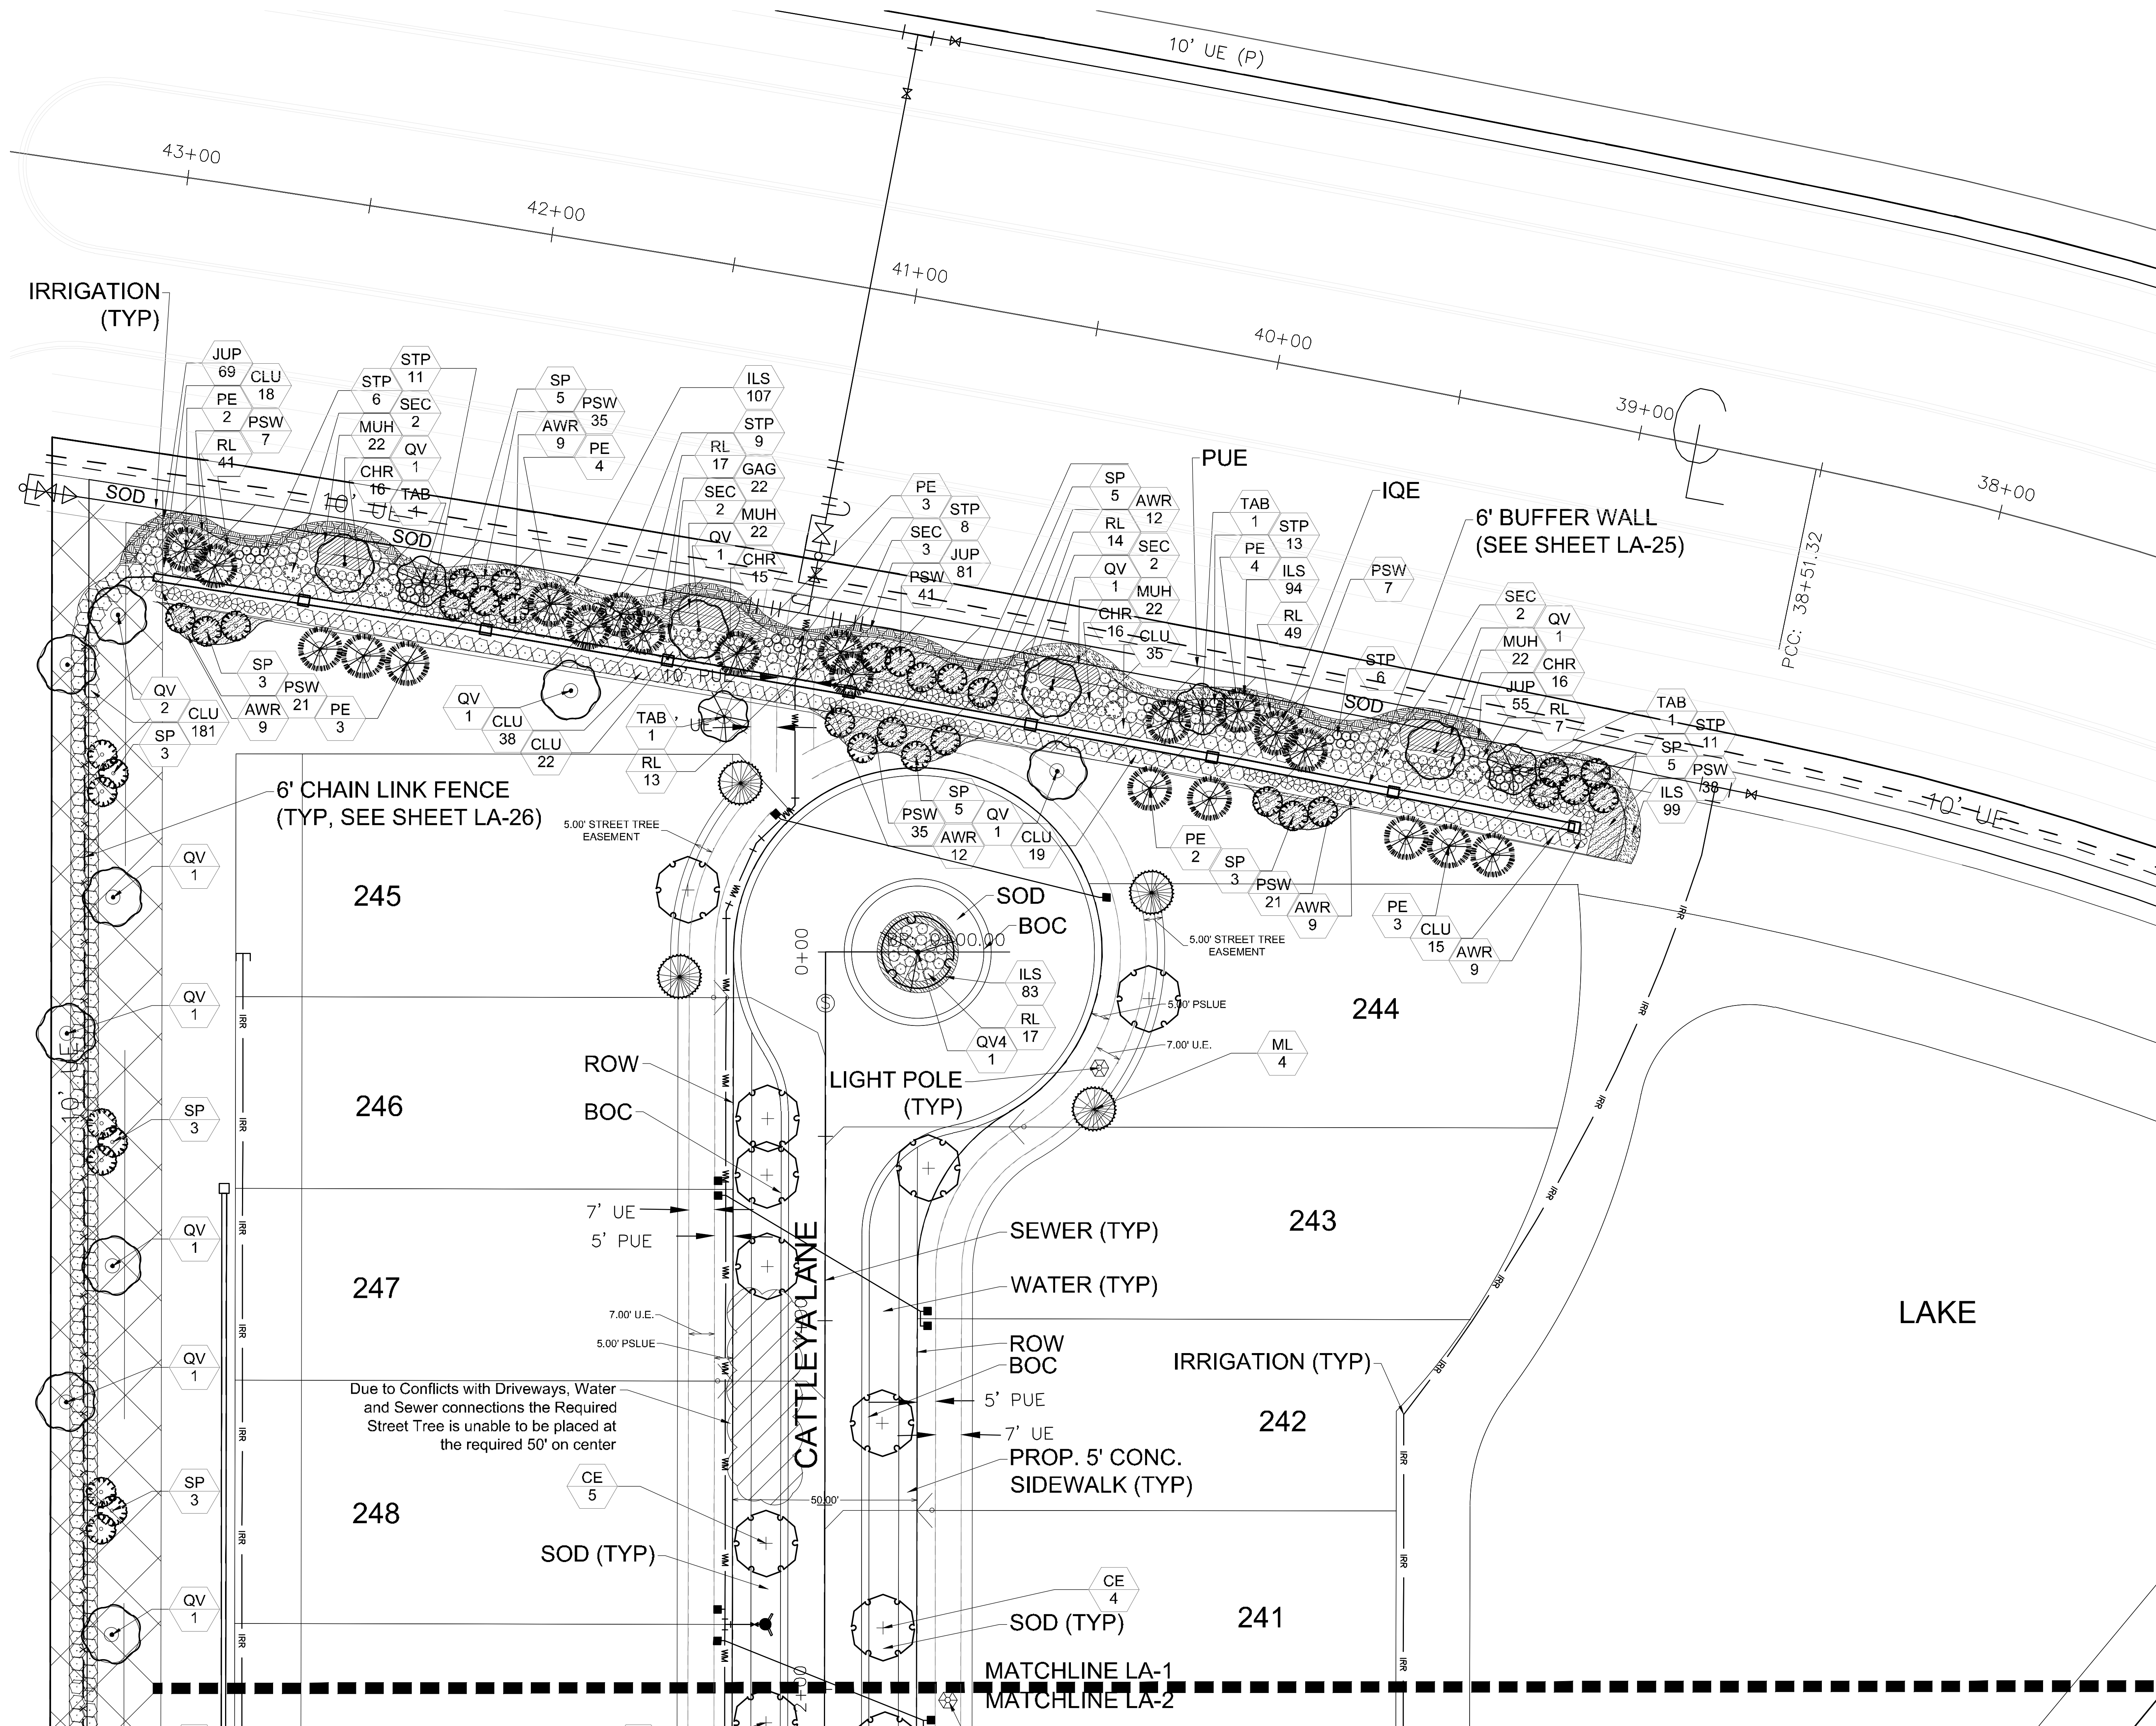 10' UE (P)
43+00
42+00
41+00
40+00
39+00
38+00
PCC: 38+51.32
IRRIGATION
(TYP)
JUP
69
CLU
18
PE
2
PSW
7
RL
41
STP
11
STP
6
SEC
2
MUH
22
QV
1
CHR
16
TAB
1
SP
5
PSW
35
AWR
9
PE
4
ILS
107
STP
9
RL
17
GAG
22
SEC
2
MUH
22
QV
1
CHR
15
PE
3
STP
8
SEC
3
JUP
81
PSW
41
SP
5
AWR
12
RL
14
SEC
2
QV
1
MUH
22
CHR
16
CLU
35
PUE
TAB
1
STP
13
PE
4
ILS
94
RL
49
IQE
PSW
7
6' BUFFER WALL
(SEE SHEET LA-25)
STP
6
SEC
2
QV
1
MUH
22
CHR
16
JUP
55
RL
7
TAB
1
STP
11
SP
5
PSW
38
ILS
99
SOD
10' UE
SOD
SOD
10' UE
10' PUE
QV
2
CLU
181
SP
3
SP
3
PSW
21
AWR
9
PE
3
QV
1
CLU
38
CLU
22
TAB
1
RL
13
' UE
SP
5
PSW
35
QV
1
AWR
12
CLU
19
PE
2
SP
3
PSW
21
AWR
9
PE
3
CLU
15
AWR
9
6' CHAIN LINK FENCE
(TYP, SEE SHEET LA-26)
5.00' STREET TREE
EASEMENT
QV
1
245
SOD
BOC
0+00
5.00' STREET TREE
EASEMENT
ILS
83
RL
17
QV4
1
QV
1
244
5.00' PSLUE
7.00' U.E.
ML
4
LIGHT POLE
(TYP)
ROW
BOC
246
10' UE
SP
3
7' UE
5' PUE
QV
1
243
SEWER (TYP)
WATER (TYP)
247
LAKE
7.00' U.E.
5.00' PSLUE
CATTLEYA LANE
ROW
BOC
IRRIGATION (TYP)
QV
1
Due to Conflicts with Driveways, Water
and Sewer connections the Required
Street Tree is unable to be placed at
the required 50' on center
5' PUE
7' UE
242
PROP. 5' CONC.
SIDEWALK (TYP)
CE
5
SP
3
50.00'
248
SOD (TYP)
QV
1
CE
4
SOD (TYP)
241
MATCHLINE LA-1
MATCHLINE LA-2
2+00
WM
IRR